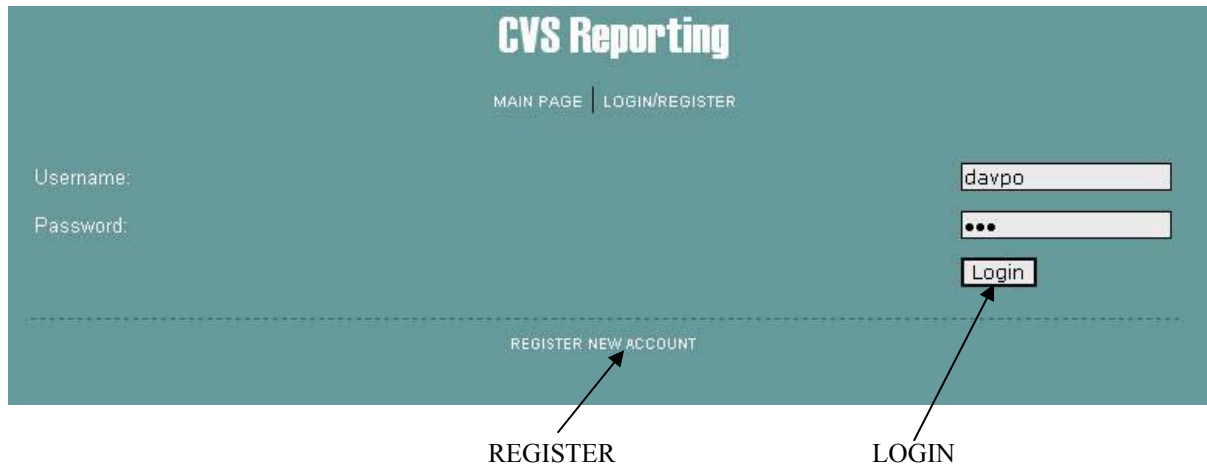 CVS Reporting
MAIN PAGE LOGIN/REGISTER
Username: davpo
Password: •••
Login
REGISTER NEW ACCOUNT
REGISTER LOGIN